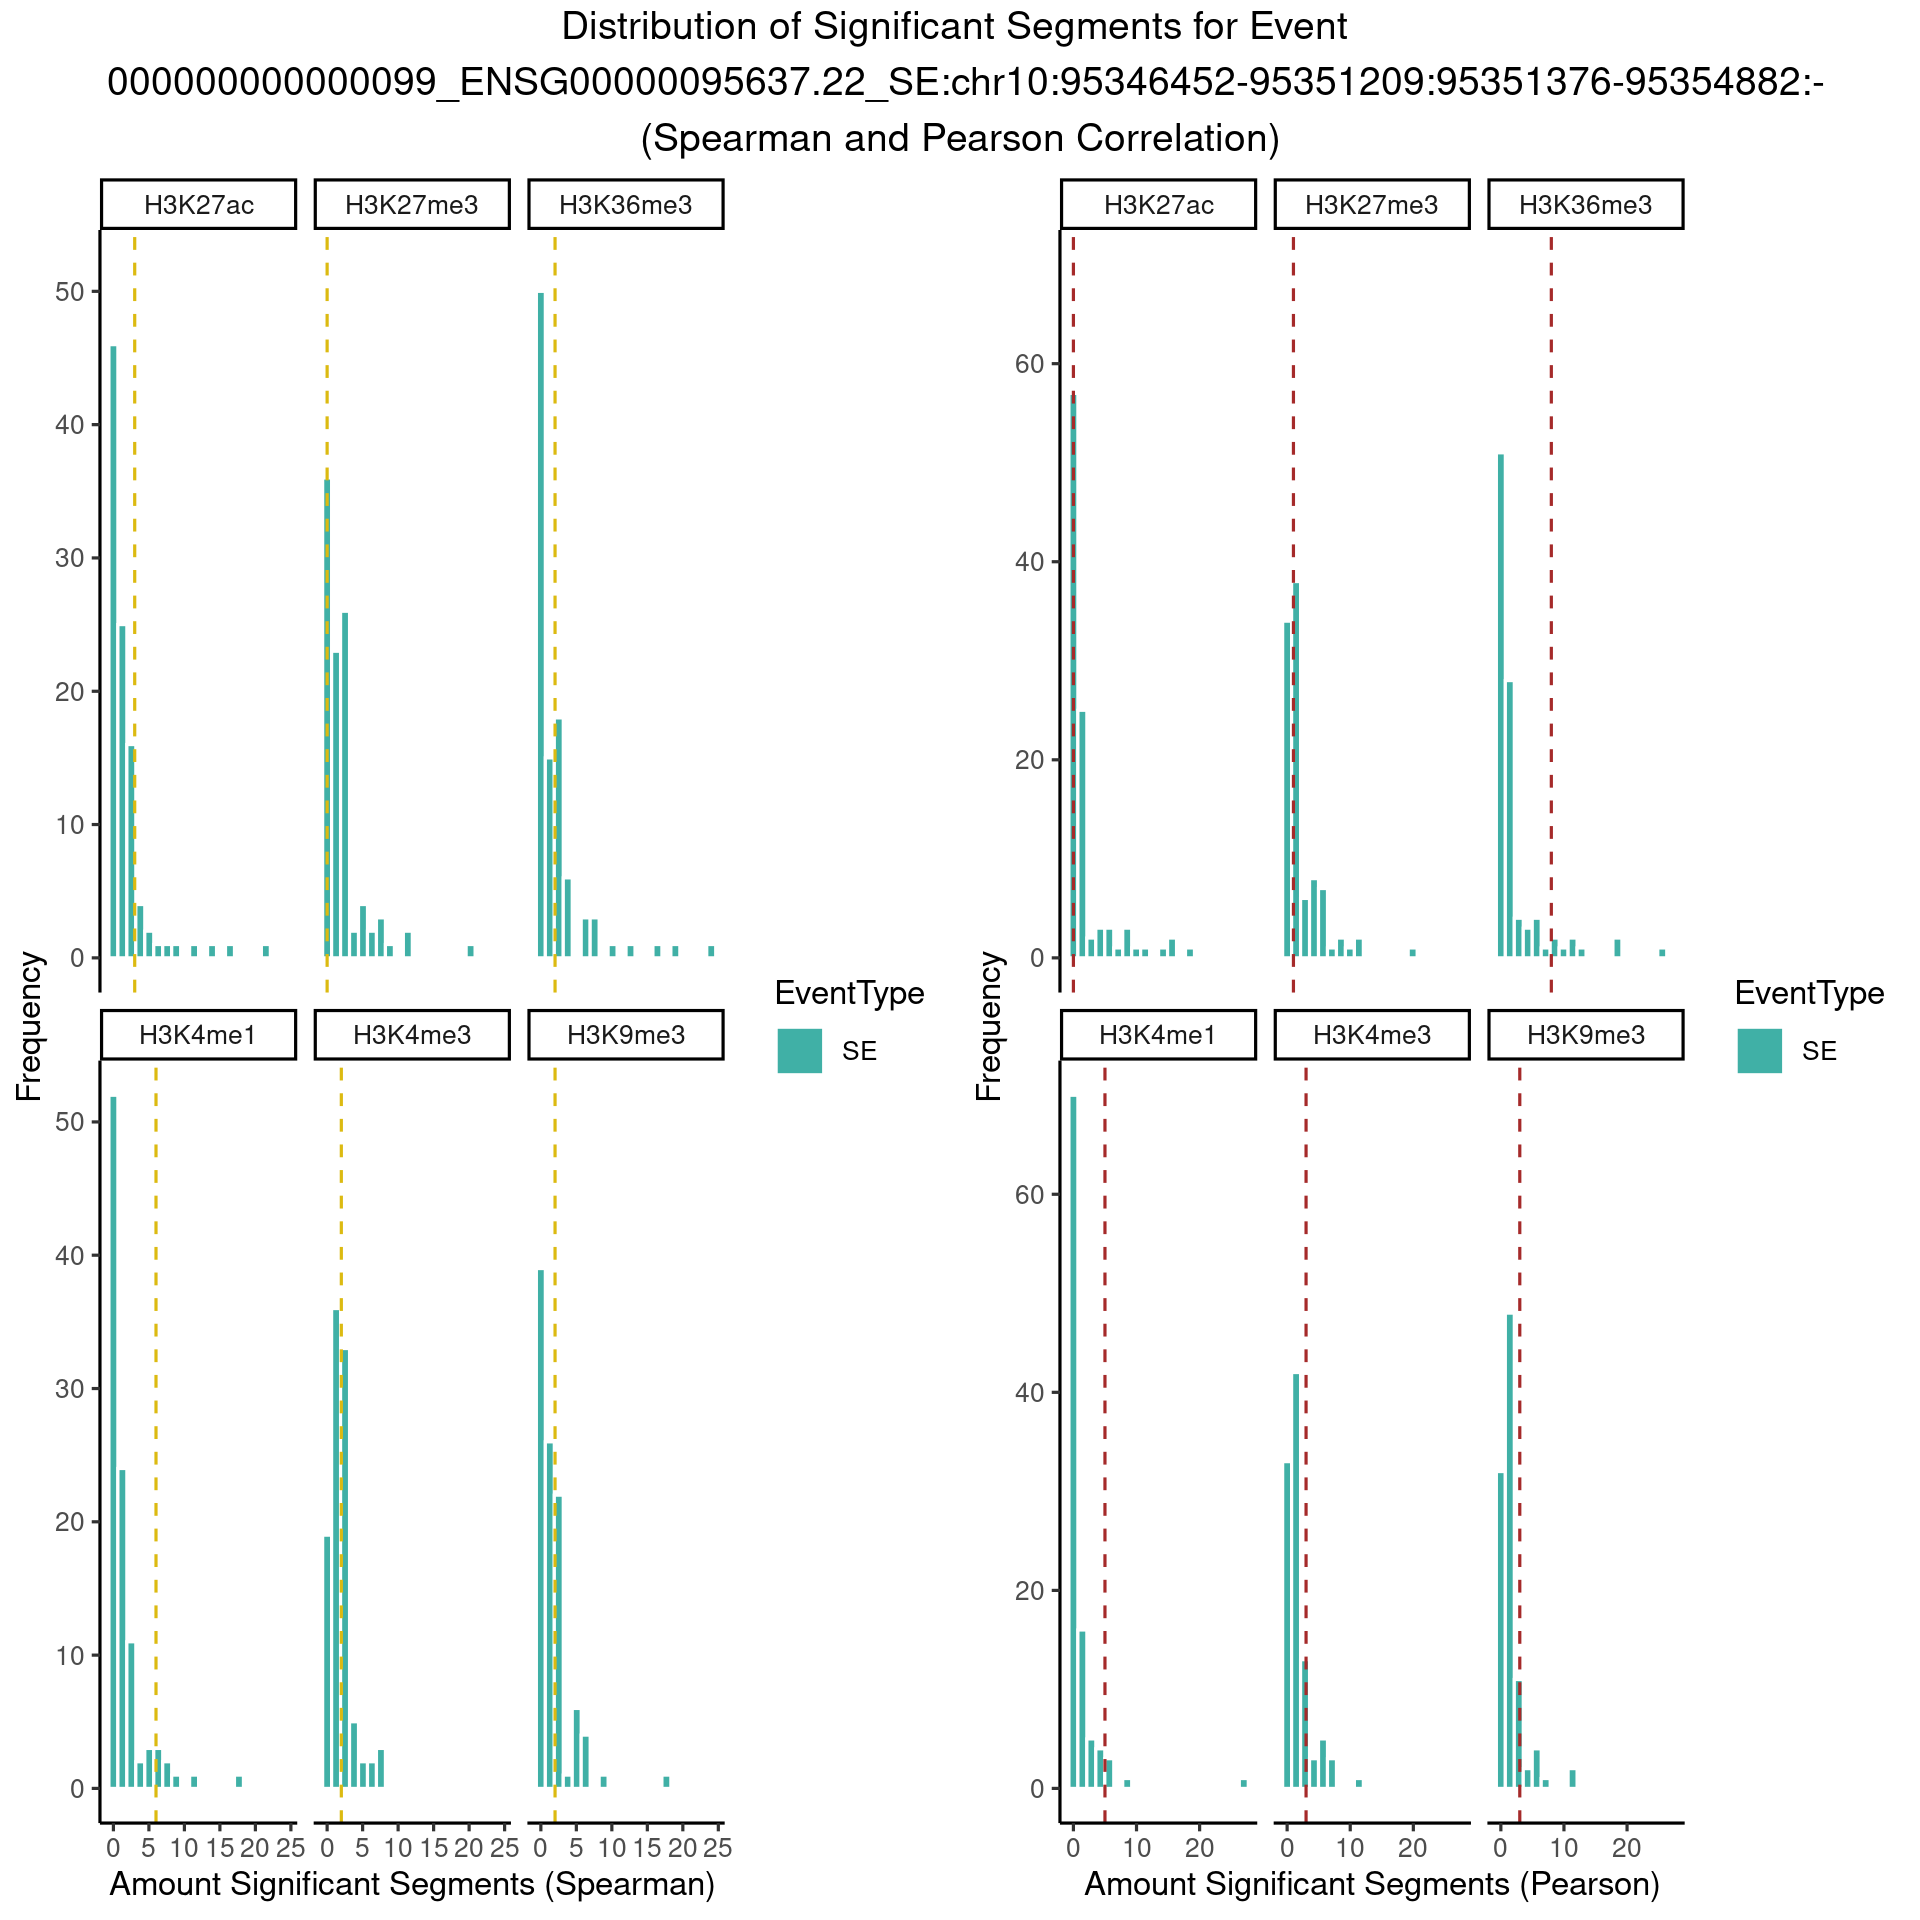 Distribution of Significant Segments for Event
000000000000099_ENSG00000095637.22_SE:chr10:95346452-95351209:95351376-95354882:-
(Spearman and Pearson Correlation)
H3K27ac H3K27me3 H3K36me3
50
40
30
20
10
0
H3K4me1 H3K4me3 H3K9me3
50
40
30
20
10
0
0 5 10 15 20 25 0 5 10 15 20 25 0 5 10 15 20 25
Frequency
Amount Significant Segments (Spearman)
EventType
SE
H3K27ac H3K27me3 H3K36me3
60
40
20
0
H3K4me1 H3K4me3 H3K9me3
60
40
20
0
0 10 20 0 10 20 0 10 20
Frequency
Amount Significant Segments (Pearson)
EventType
SE